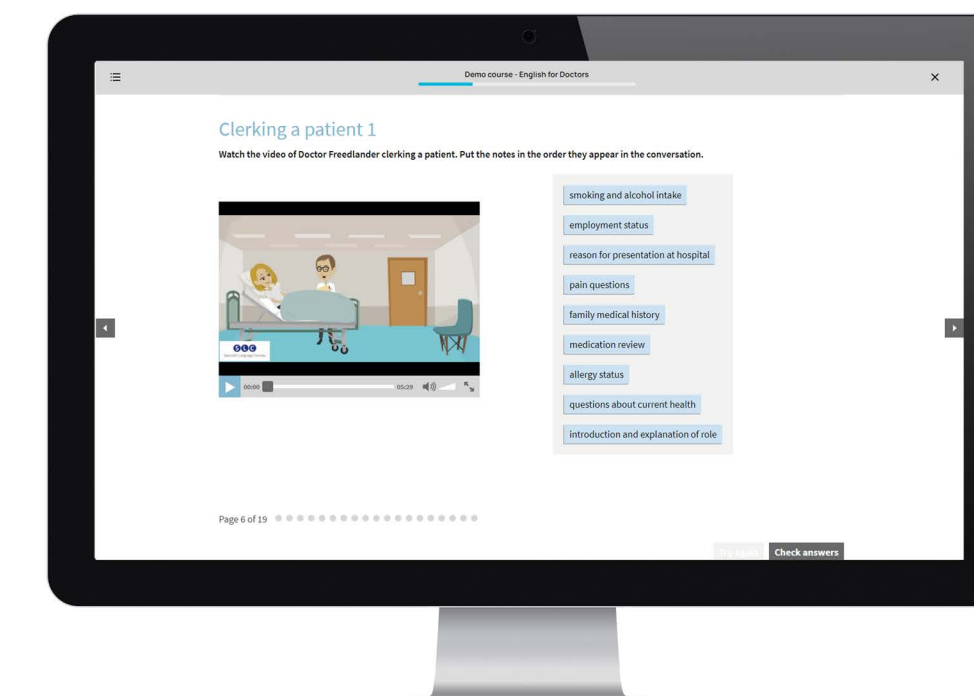 Demo course - English for Doctors
Clerking a patient 1
Watch the video of Doctor Freedlander clerking a patient. Put the notes in the order they appear in the conversation.
smoking and alcohol intake
employment status
reason for presentation at hospital
pain questions
family medical history
medication review
allergy status
questions about current health
introduction and explanation of role
SLC
00:00
05:29
Page 6 of 19
Try again
Check answers